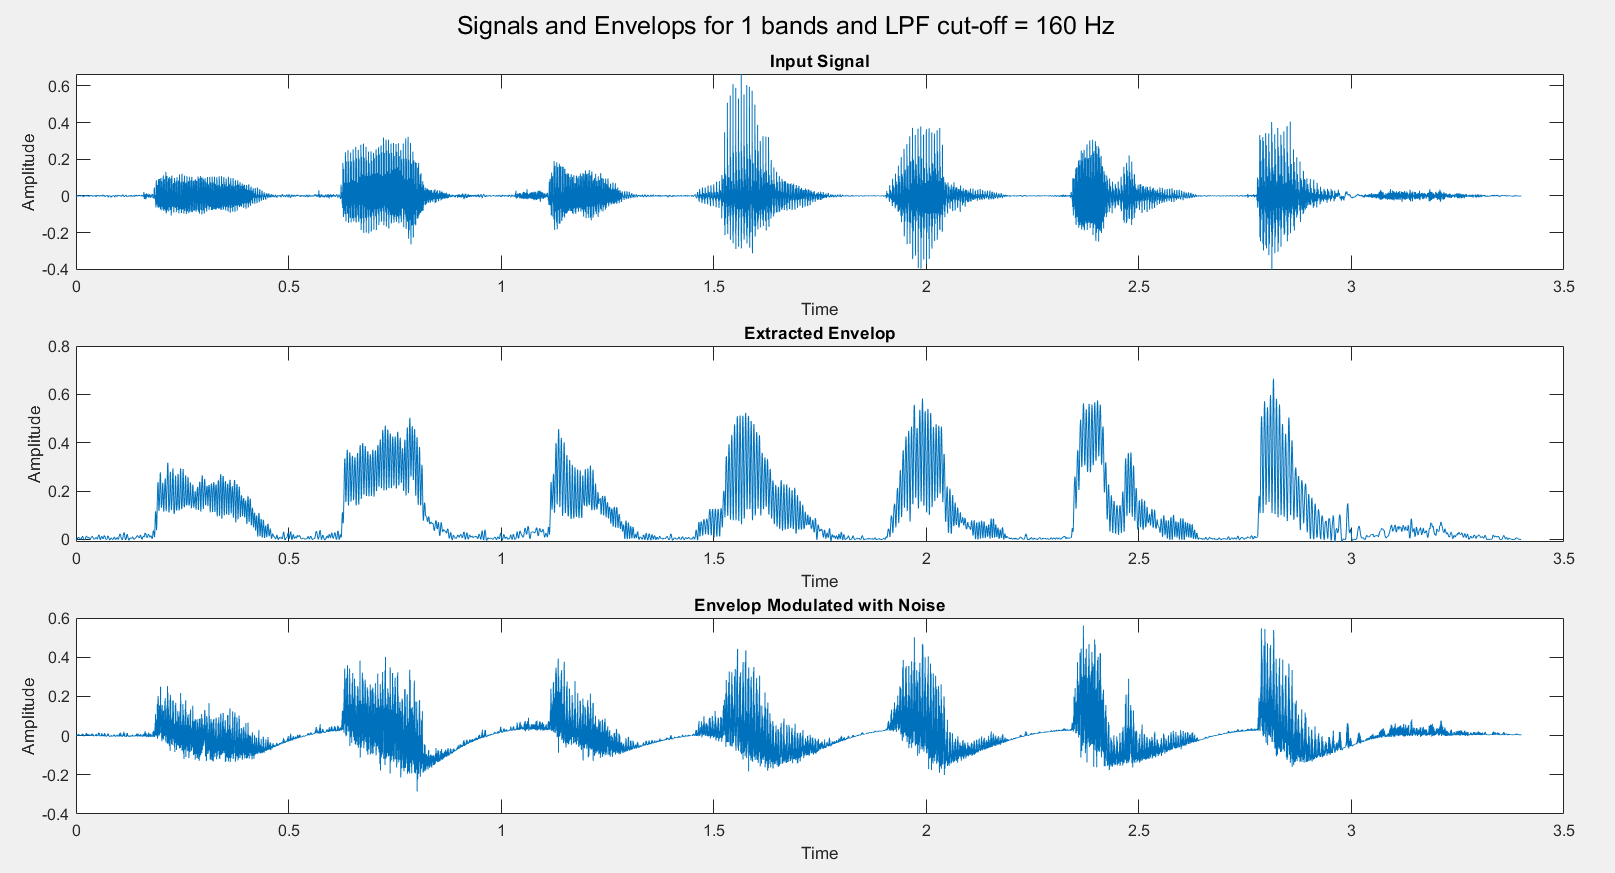 Signals and Envelops for 1 bands and LPF cut-off = 160 Hz
Input Signal
0.6
0.4
0.2
0
-0.2
-0.4
Amplitude
0 0.5 1 1.5 2 2.5 3 3.5
Time
Extracted Envelop
0.8
0.6
0.4
0.2
0
Amplitude
0 0.5 1 1.5 2 2.5 3 3.5
Time
Envelop Modulated with Noise
0.6
0.4
0.2
0
-0.2
-0.4
Amplitude
0 0.5 1 1.5 2 2.5 3 3.5
Time